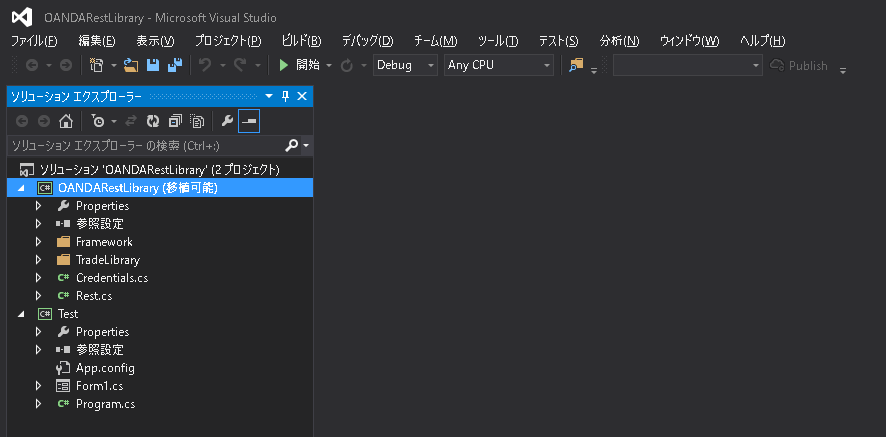 OANDARestLibrary - Microsoft Visual Studio
ファイル(F) 編集(E) 表示(V) プロジェクト(P) ビルド(B) デバッグ(D) チーム(M) ツール(T) テスト(S) 分析(N) ウィンドウ(W) ヘルプ(H)
開始 Debug Any CPU Publish
ソリューション エクスプローラー
ソリューション エクスプローラー の検索 (Ctrl+:)
ソリューション 'OANDARestLibrary' (2 プロジェクト)
C# OANDARestLibrary (移植可能)
Properties
参照設定
Framework
TradeLibrary
C# Credentials.cs
C# Rest.cs
C# Test
Properties
参照設定
App.config
Form1.cs
C# Program.cs